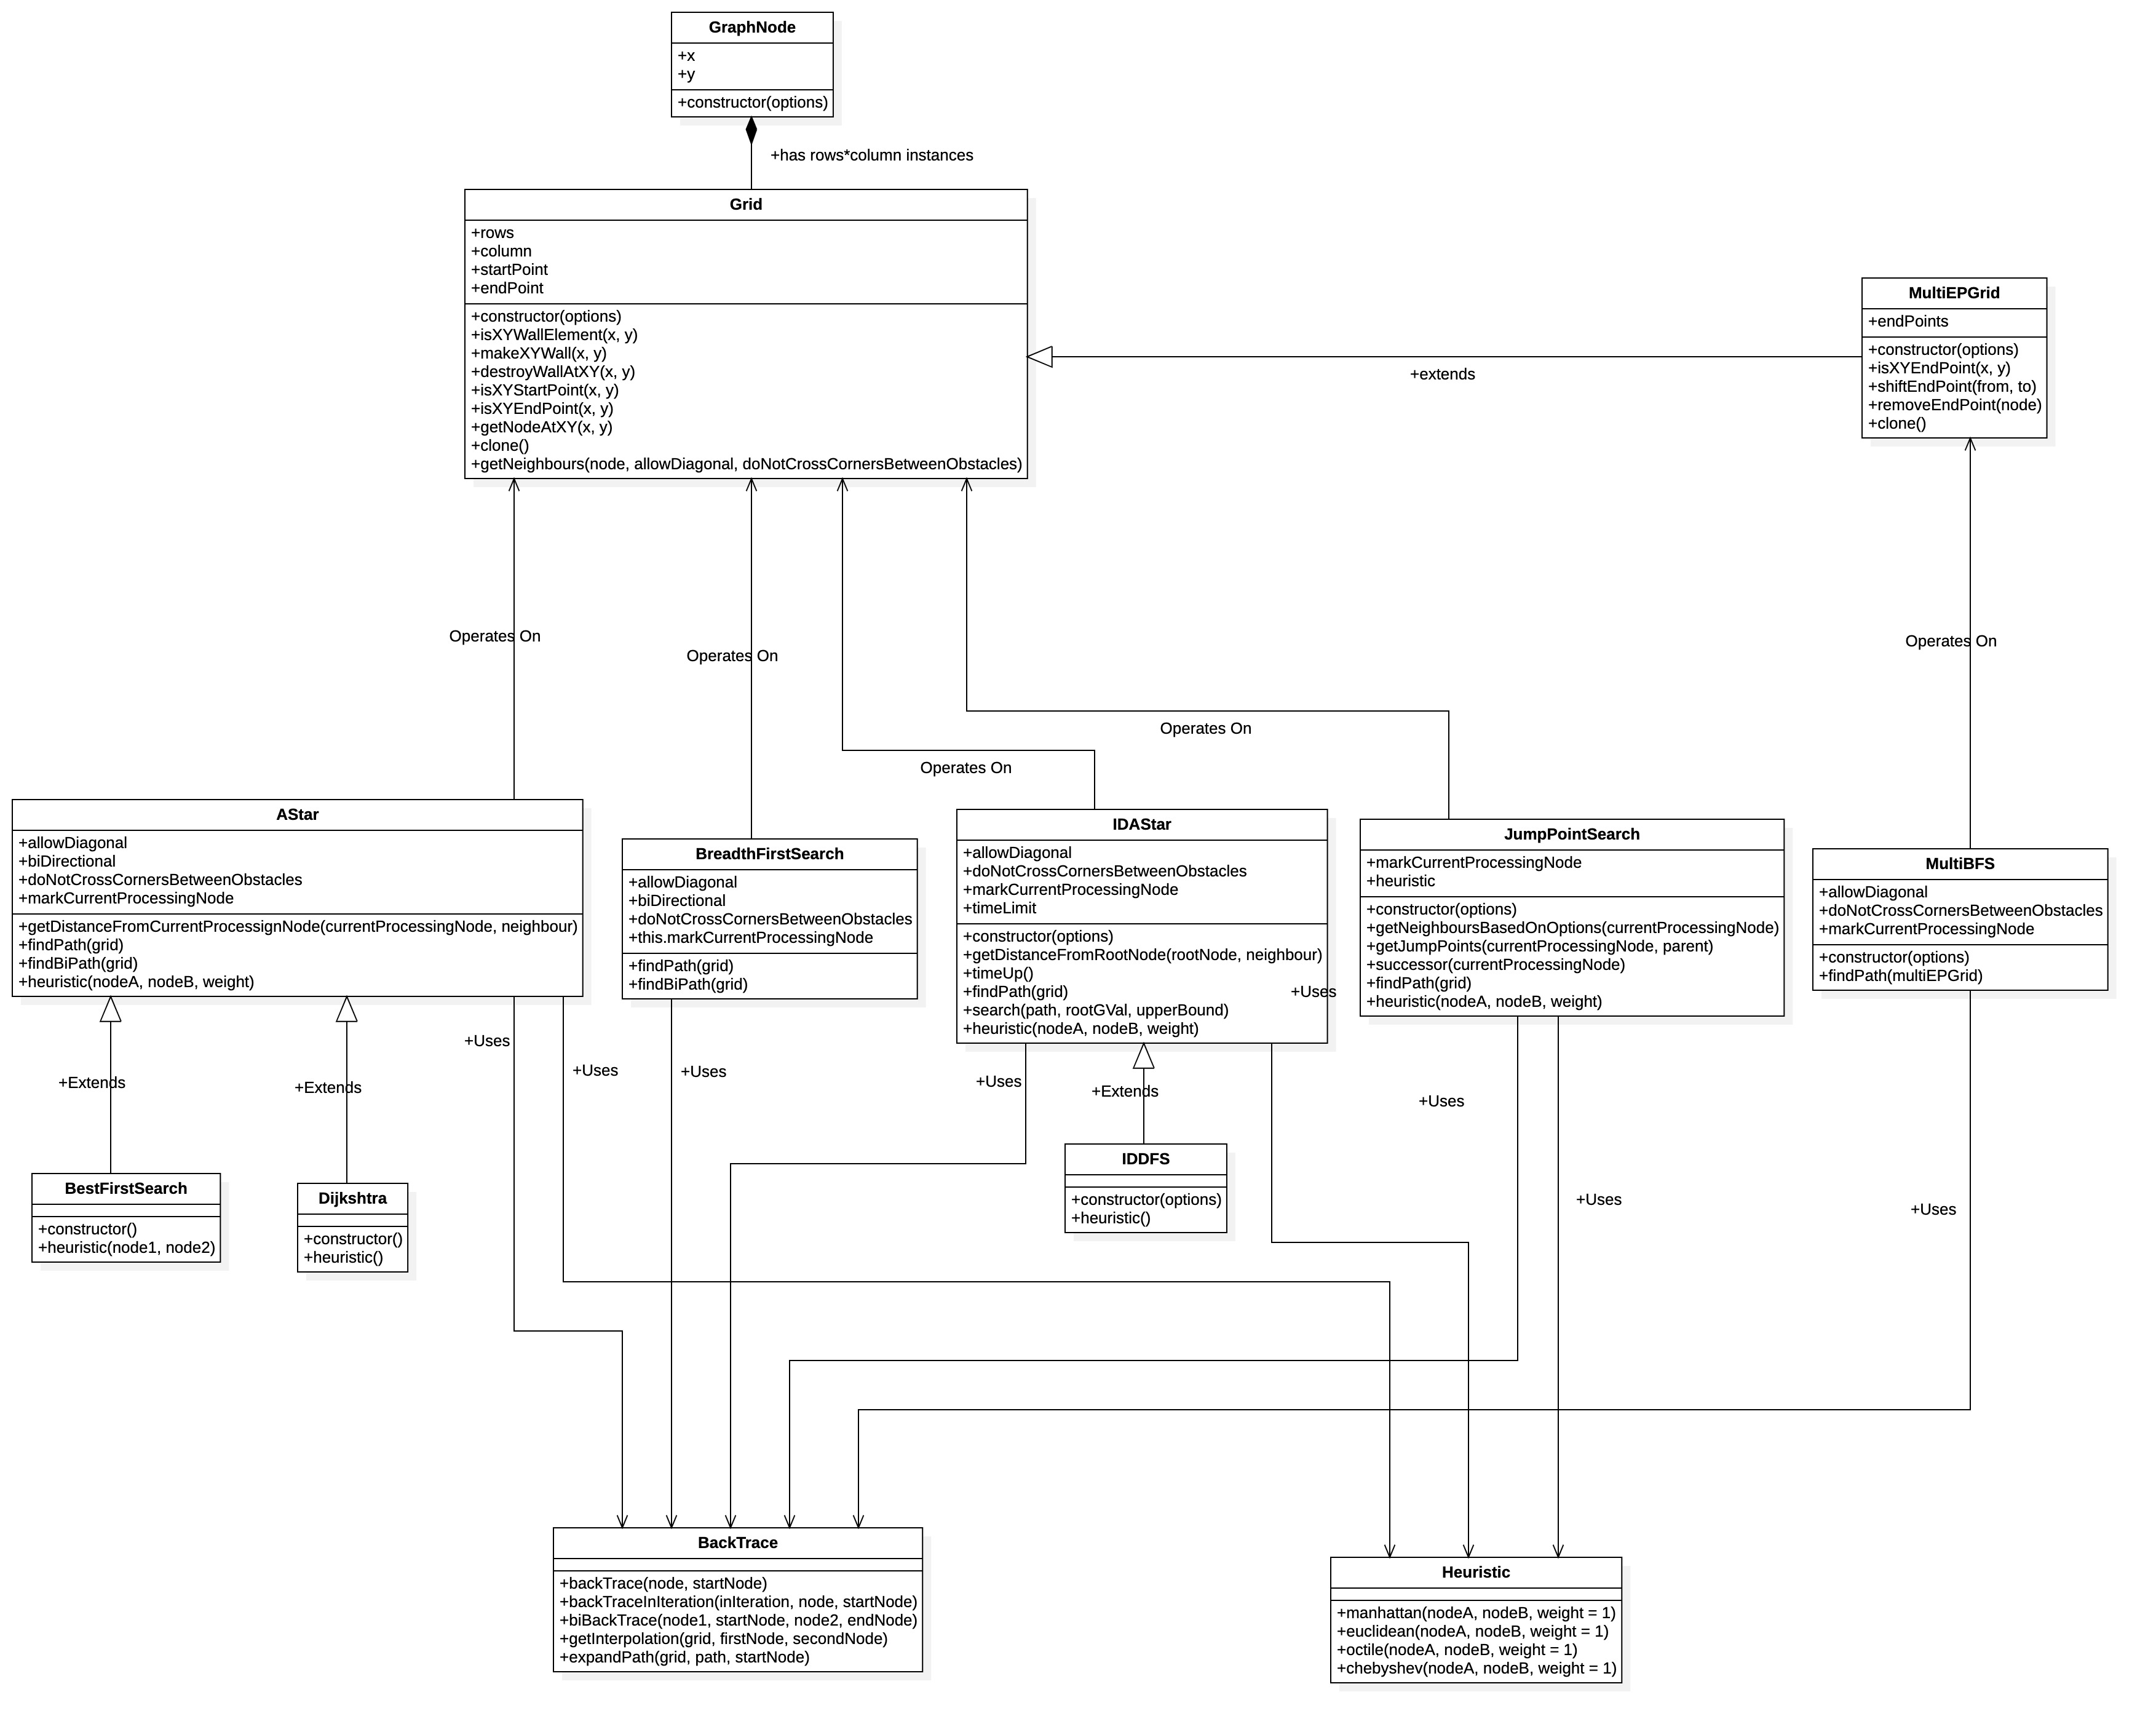 GraphNode
+x
+y
+constructor(options)
+has rows*column instances
Grid
+rows
+column
+startPoint
+endPoint
+constructor(options)
+isXYWallElement(x, y)
+makeXYWall(x, y)
+destroyWallAtXY(x, y)
+isXYStartPoint(x, y)
+isXYEndPoint(x, y)
+getNodeAtXY(x, y)
+clone()
+getNeighbours(node, allowDiagonal, doNotCrossCornersBetweenObstacles)
+extends
MultiEPGrid
+endPoints
+constructor(options)
+isXYEndPoint(x, y)
+shiftEndPoint(from, to)
+removeEndPoint(node)
+clone()
Operates On
Operates On
Operates On
Operates On
Operates On
AStar
+allowDiagonal
+biDirectional
+doNotCrossCornersBetweenObstacles
+markCurrentProcessingNode
+getDistanceFromCurrentProcessignNode(currentProcessingNode, neighbour)
+findPath(grid)
+findBiPath(grid)
+heuristic(nodeA, nodeB, weight)
BreadthFirstSearch
+allowDiagonal
+biDirectional
+doNotCrossCornersBetweenObstacles
+this.markCurrentProcessingNode
+findPath(grid)
+findBiPath(grid)
IDAStar
+allowDiagonal
+doNotCrossCornersBetweenObstacles
+markCurrentProcessingNode
+timeLimit
+constructor(options)
+getDistanceFromRootNode(rootNode, neighbour)
+timeUp()
+findPath(grid)
+search(path, rootGVal, upperBound)
+heuristic(nodeA, nodeB, weight)
+Uses
JumpPointSearch
+markCurrentProcessingNode
+heuristic
+constructor(options)
+getNeighboursBasedOnOptions(currentProcessingNode)
+getJumpPoints(currentProcessingNode, parent)
+successor(currentProcessingNode)
+findPath(grid)
+heuristic(nodeA, nodeB, weight)
MultiBFS
+allowDiagonal
+doNotCrossCornersBetweenObstacles
+markCurrentProcessingNode
+constructor(options)
+findPath(multiEPGrid)
+Extends
+Extends
+Uses
+Uses
+Uses
+Uses
+Extends
+Uses
+Uses
+Uses
BestFirstSearch
+constructor()
+heuristic(node1, node2)
Dijkshtra
+constructor()
+heuristic()
IDDFS
+constructor(options)
+heuristic()
BackTrace
+backTrace(node, startNode)
+backTraceInIteration(inIteration, node, startNode)
+biBackTrace(node1, startNode, node2, endNode)
+getInterpolation(grid, firstNode, secondNode)
+expandPath(grid, path, startNode)
Heuristic
+manhattan(nodeA, nodeB, weight = 1)
+euclidean(nodeA, nodeB, weight = 1)
+octile(nodeA, nodeB, weight = 1)
+chebyshev(nodeA, nodeB, weight = 1)